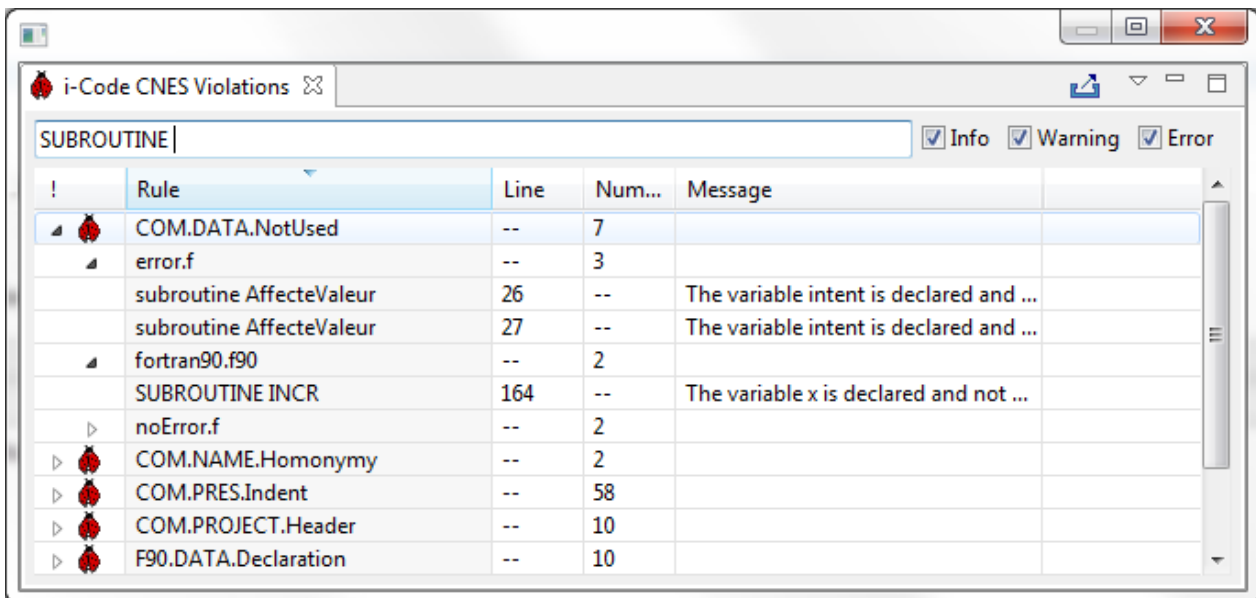 i-Code CNES Violations
SUBROUTINE Info Warning Error
! Rule Line Num... Message
COM.DATA.NotUsed -- 7
error.f -- 3
subroutine AffecteValeur 26 -- The variable intent is declared and ...
subroutine AffecteValeur 27 -- The variable intent is declared and ...
fortran90.f90 -- 2
SUBROUTINE INCR 164 -- The variable x is declared and not ...
noError.f -- 2
COM.NAME.Homonymy -- 2
COM.PRES.Indent -- 58
COM.PROJECT.Header -- 10
F90.DATA.Declaration -- 10